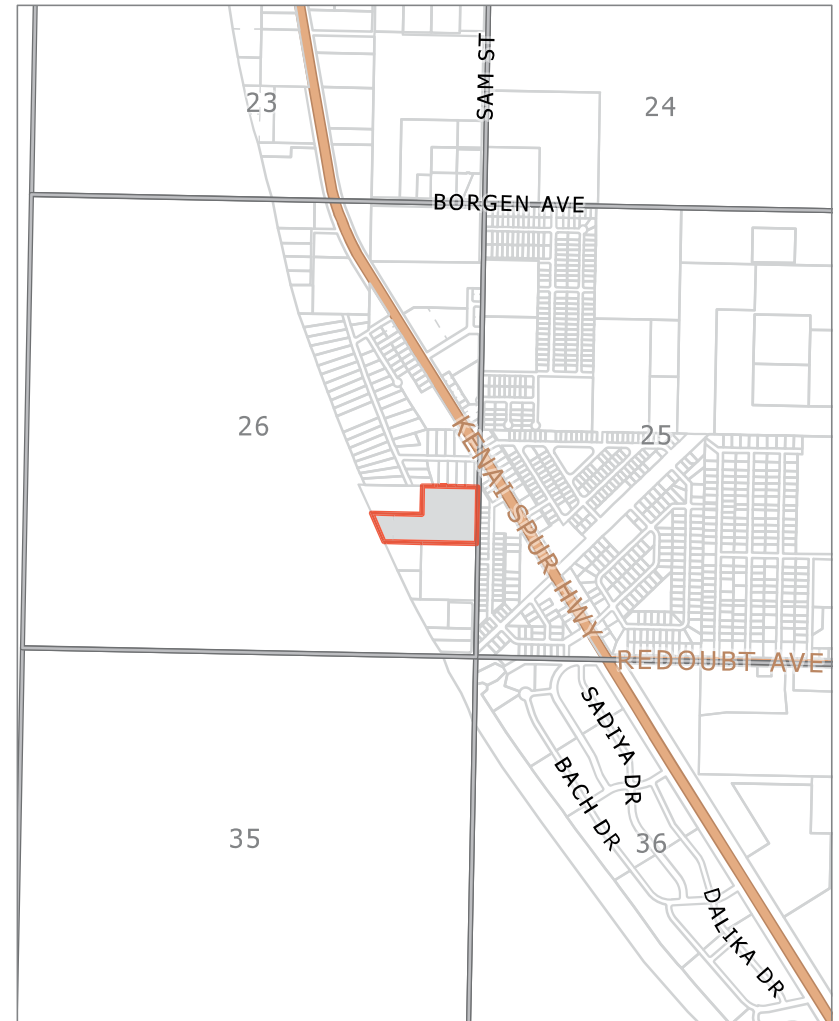 SAM ST
23
24
BORGEN AVE
26
25
KENAI SPUR HWY
REDOUBT AVE
SADIYA DR
BACH DR
35
36
DALIKA DR